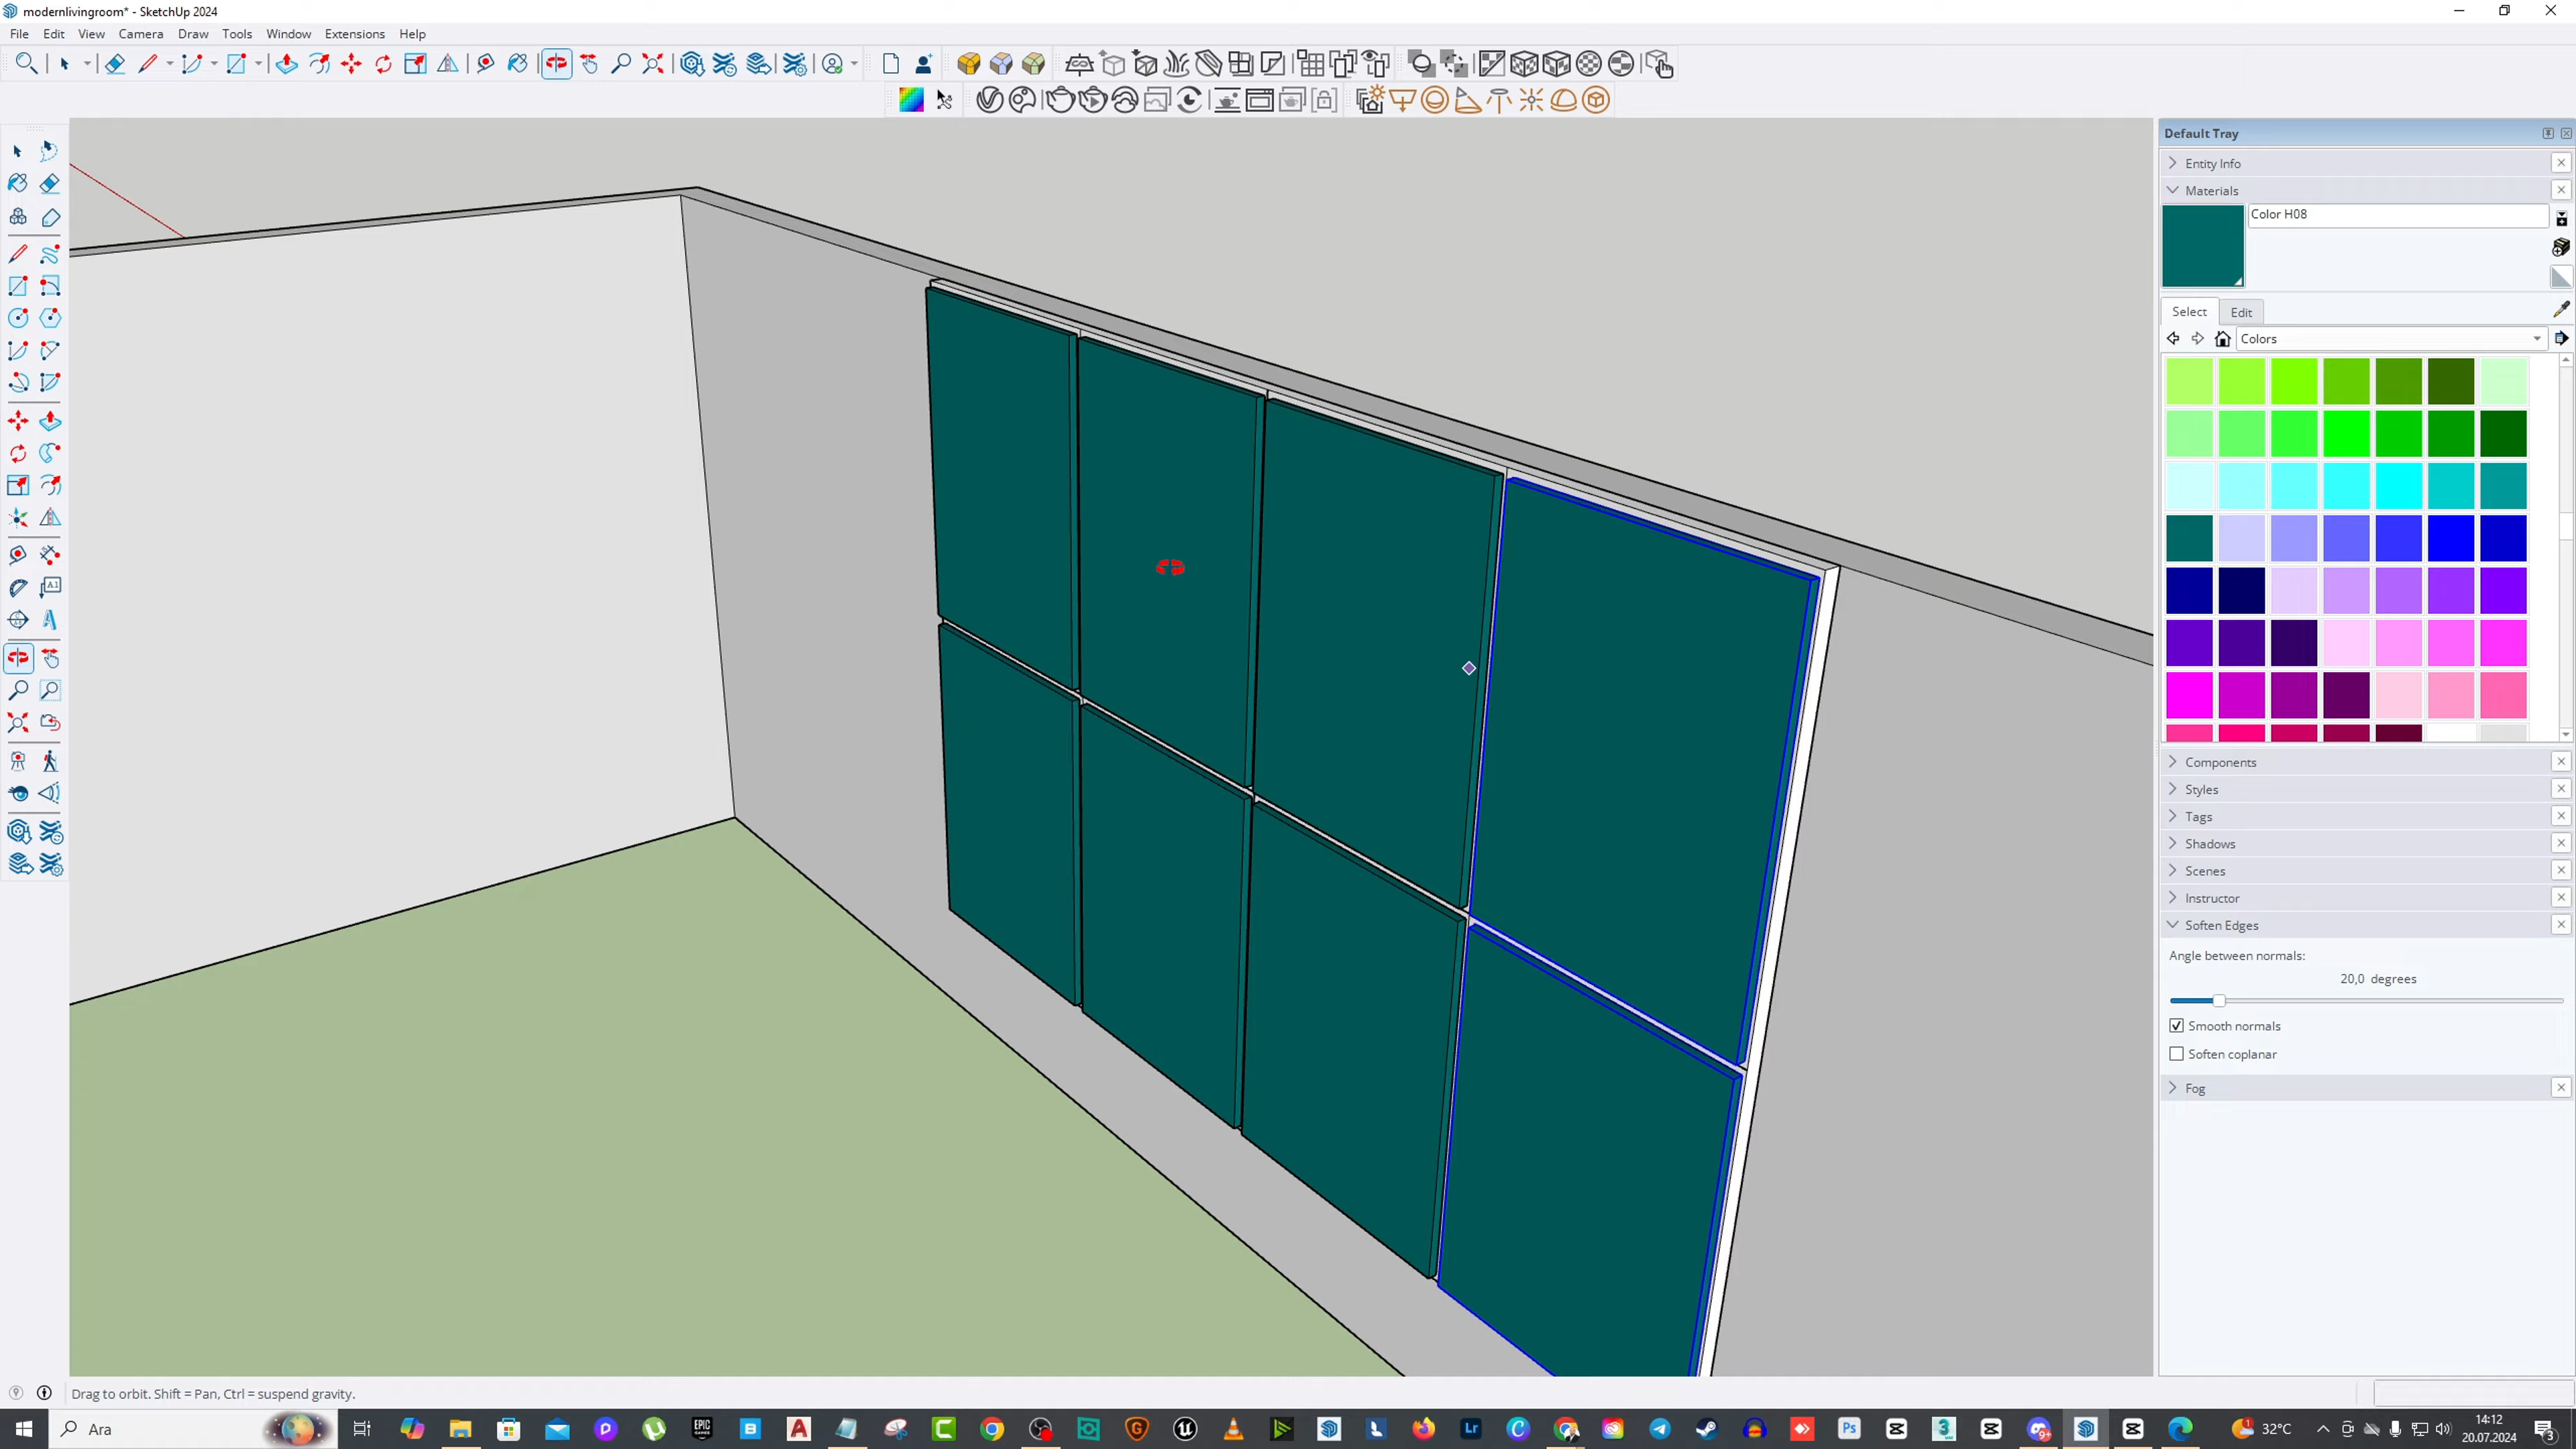 modernlivingroom* - SketchUp 2024
File Edit View Camera Draw Tools Window Extensions Help
Default Tray
Entity Info
Materials
Color H08
Select Edit
Colors
Components
Styles
Tags
Shadows
Scenes
Instructor
Soften Edges
Angle between normals:
20,0 degrees
Smooth normals
Soften coplanar
Fog
Drag to orbit. Shift = Pan, Ctrl = suspend gravity.
Ara
32°C
14:12
20.07.2024